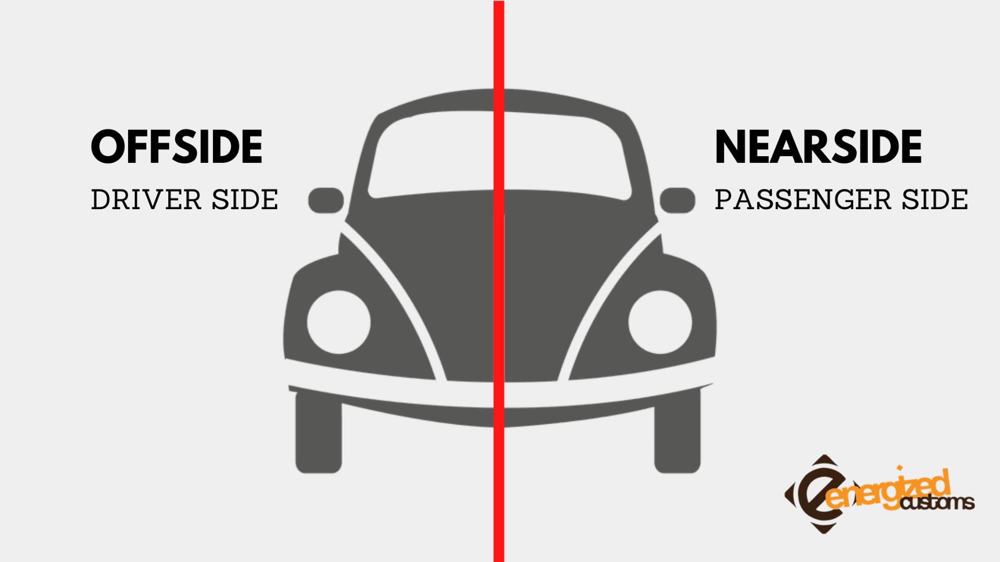 OFFSIDE
DRIVER SIDE
NEARSIDE
PASSENGER SIDE
energized
customs